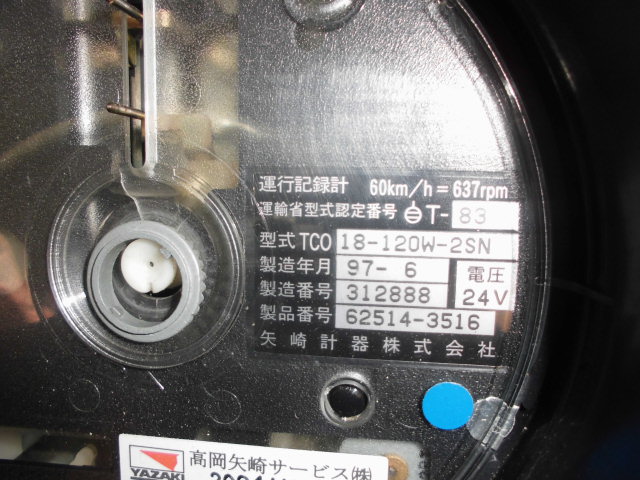 運行記録計 60km/h=637rpm
運輸省型式認定番号 T-83
型式TCO 18-120W-2SN
製造年月 97- 6 電圧
製造番号 312888 24V
製品番号 62514-3516
矢崎計器株式会社
YAZAKI 高岡矢崎サービス㈱